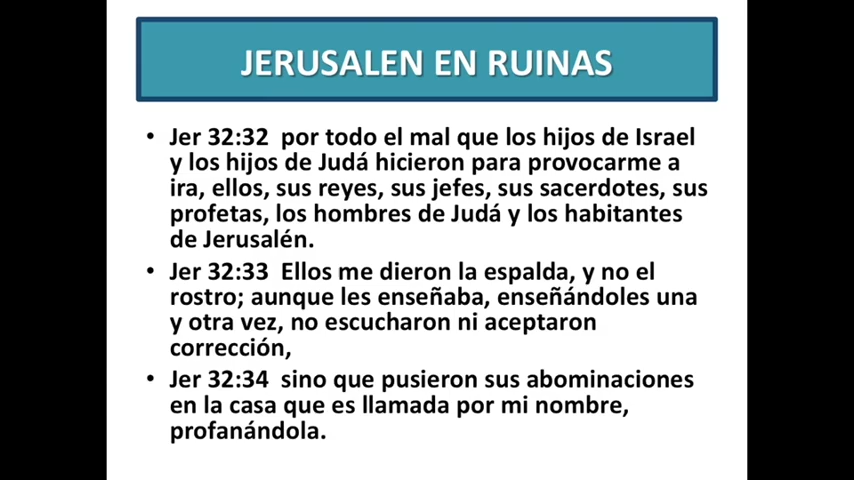 JERUSALEN EN RUINAS
• Jer 32:32 por todo el mal que los hijos de Israel
y los hijos de Judá hicieron para provocarme a
ira, ellos, sus reyes, sus jefes, sus sacerdotes, sus
profetas, los hombres de Judá y los habitantes
de Jerusalén.
• Jer 32:33 Ellos me dieron la espalda, y no el
rostro; aunque les enseñaba, enseñándoles una
y otra vez, no escucharon ni aceptaron
corrección,
• Jer 32:34 sino que pusieron sus abominaciones
en la casa que es llamada por mi nombre,
profanándola.